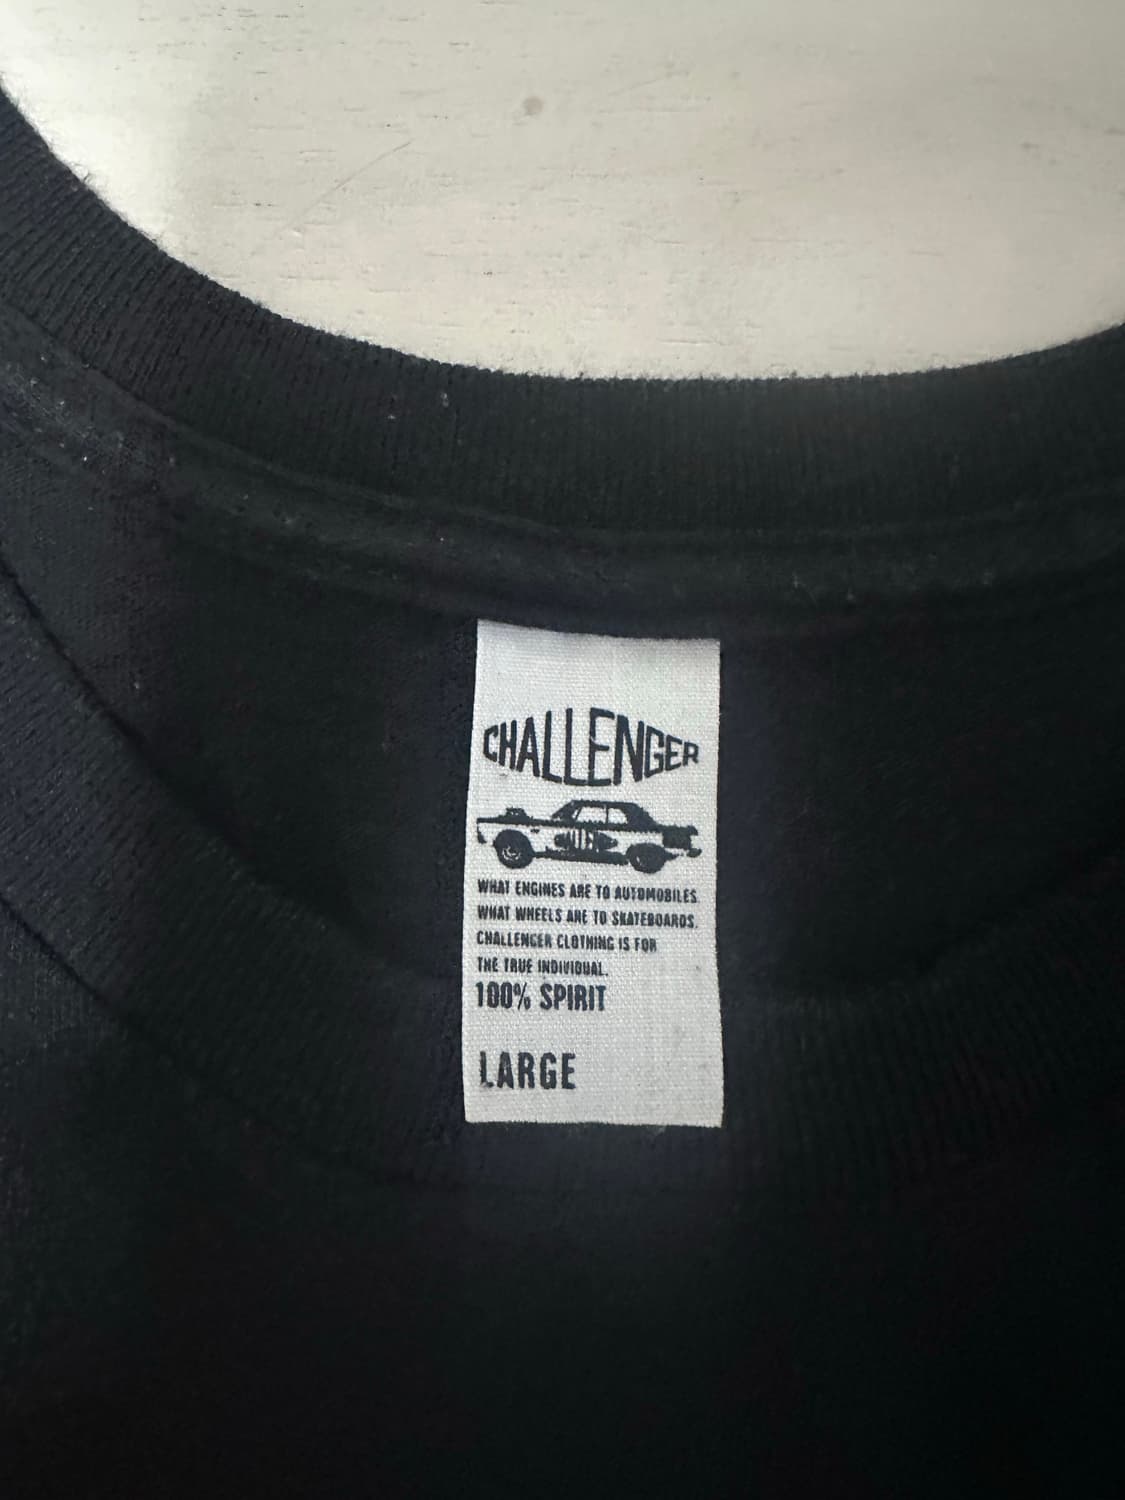 CHALLENGER
WHAT ENGINES ARE TO AUTOMOBILES.
WHAT WHEELS ARE TO SKATEBOARDS.
CHALLENGER CLOTHING IS FOR
THE TRUE INDIVIDUAL.
100% SPIRIT
LARGE